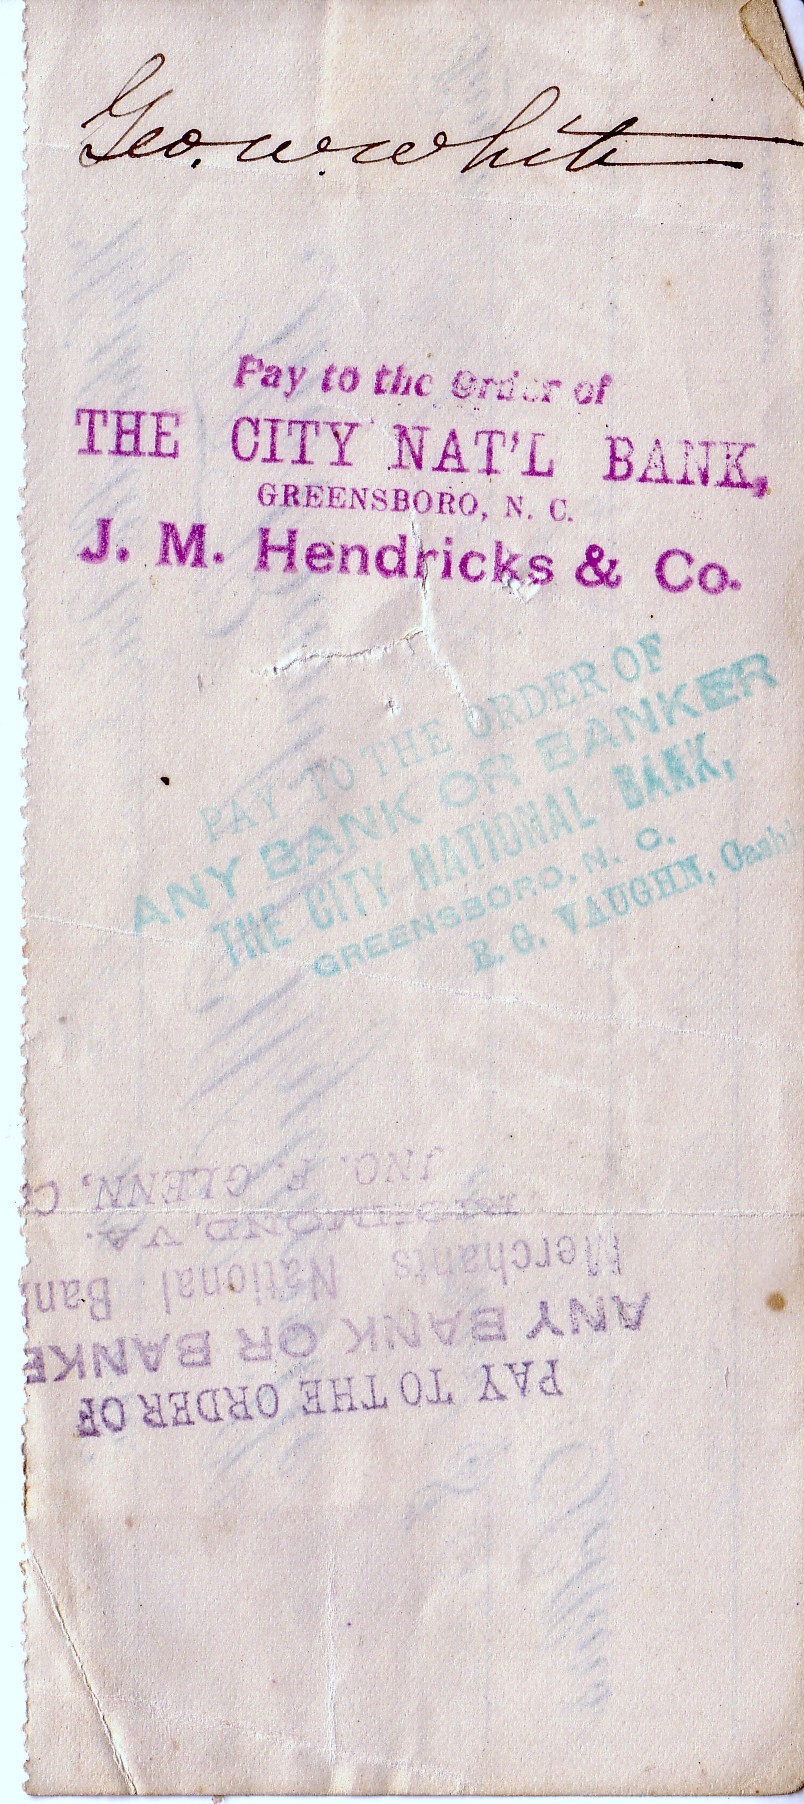 Geo. W. White
Pay to the Order of
THE CITY NAT'L BANK,
GREENSBORO, N. C.
J. M. Hendricks & Co.
PAY TO THE ORDER OF
ANY BANK OR BANKER
THE CITY NATIONAL BANK,
GREENSBORO, N. C.
E. G. VAUGHN, Cashi
PAY TO THE ORDER OF
ANY BANK OR BANKE
Merchants National Ban
RICHMOND, VA.
JNO. F. GLENN, C